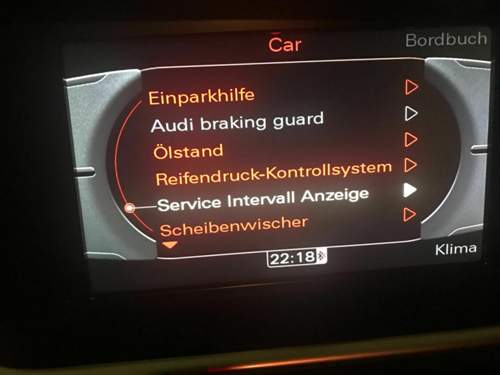 Car
Bordbuch
Einparkhilfe
Audi braking guard
Ölstand
Reifendruck-Kontrollsystem
Service Intervall Anzeige
Scheibenwischer
22:18
Klima